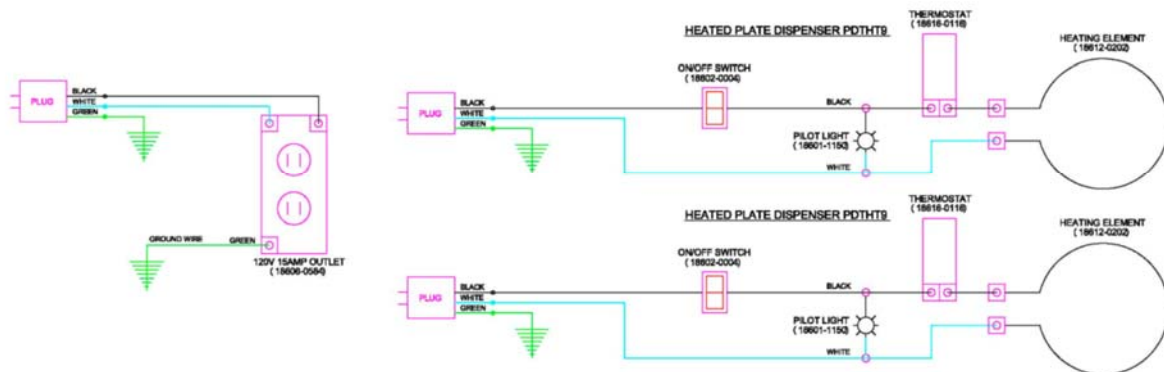 PLUG
BLACK
WHITE
GREEN
GROUND WIRE
GREEN
120V 15AMP OUTLET
( 18606-0564)
HEATED PLATE DISPENSER PDTHT9
THERMOSTAT
( 18616-0116)
HEATING ELEMENT
( 18612-0202)
ON/OFF SWITCH
( 18602-0004)
PLUG
BLACK
WHITE
GREEN
BLACK
PILOT LIGHT
( 18601-1150)
WHITE
HEATED PLATE DISPENSER PDTHT9
THERMOSTAT
( 18616-0116)
HEATING ELEMENT
( 18612-0202)
ON/OFF SWITCH
( 18602-0004)
PLUG
BLACK
WHITE
GREEN
BLACK
PILOT LIGHT
( 18601-1150)
WHITE